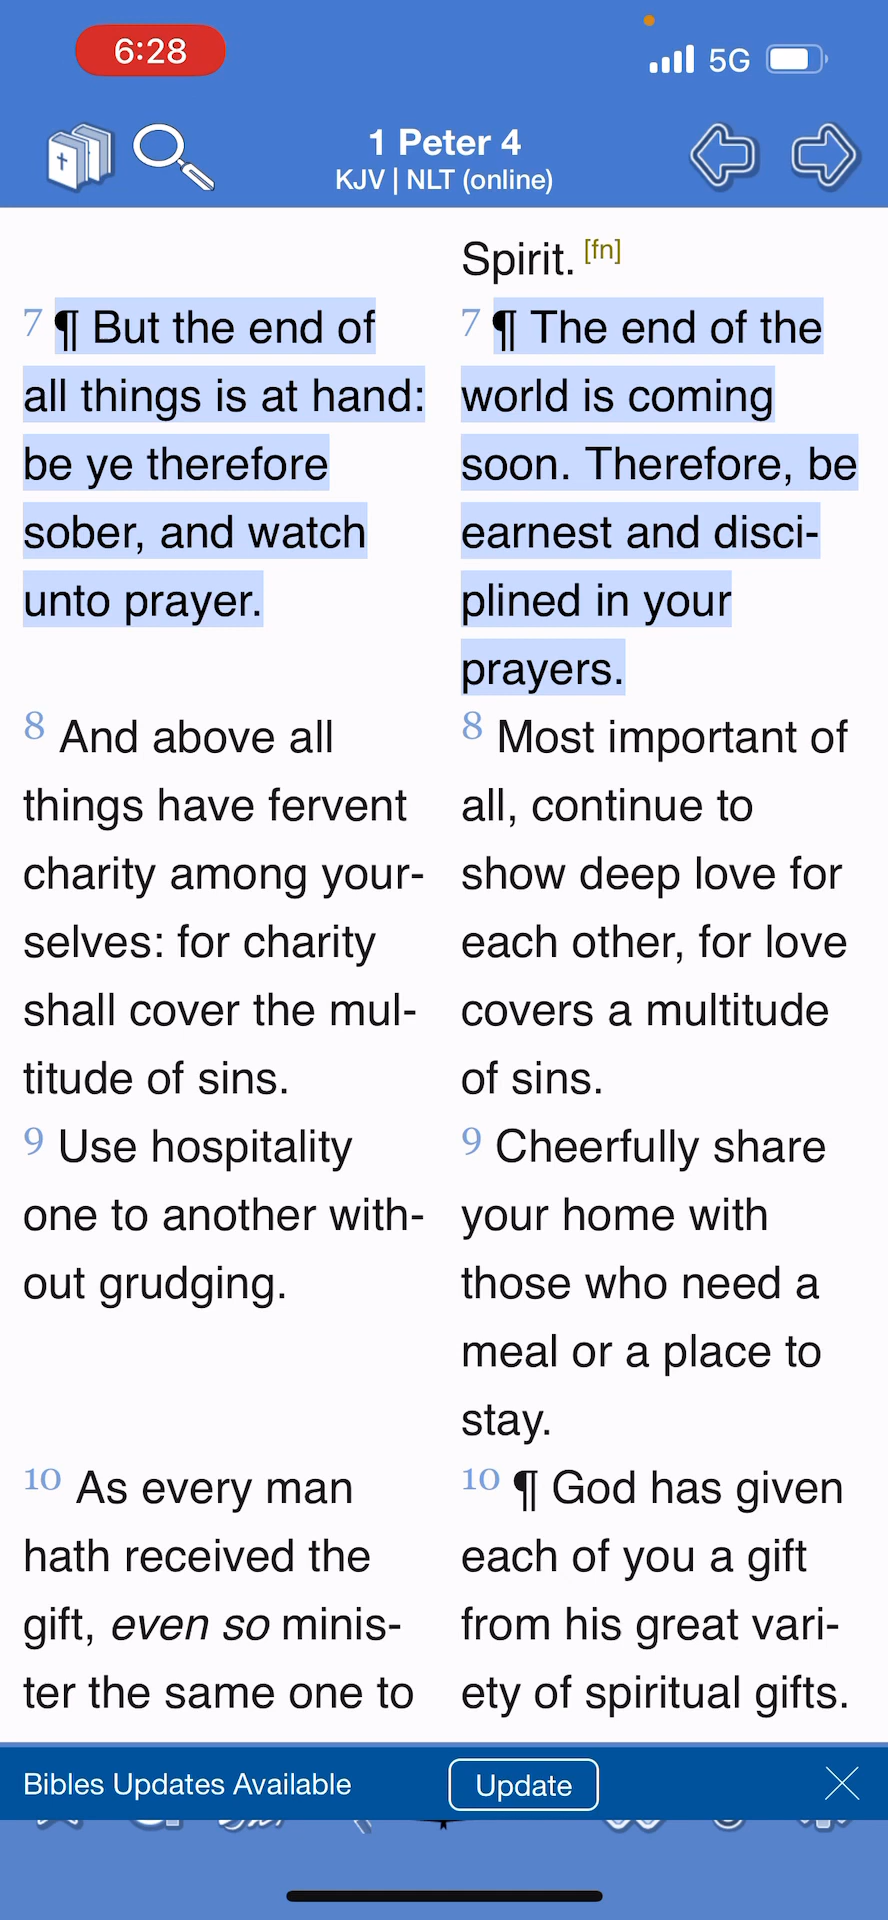 6:28
5G
1 Peter 4
KJV | NLT (online)
Spirit. [fn]
7 ¶ But the end of
all things is at hand:
be ye therefore
sober, and watch
unto prayer.
7 ¶ The end of the
world is coming
soon. Therefore, be
earnest and disci-
plined in your
prayers.
8 And above all
things have fervent
charity among your-
selves: for charity
shall cover the mul-
titude of sins.
8 Most important of
all, continue to
show deep love for
each other, for love
covers a multitude
of sins.
9 Use hospitality
one to another with-
out grudging.
9 Cheerfully share
your home with
those who need a
meal or a place to
stay.
10 As every man
hath received the
gift, even so minis-
ter the same one to
10 ¶ God has given
each of you a gift
from his great vari-
ety of spiritual gifts.
Bibles Updates Available
Update